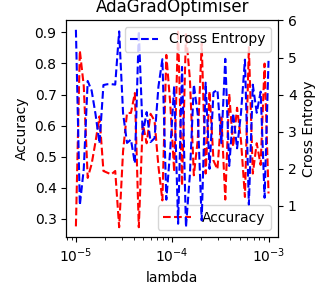 AdaGradOptimiser
Cross Entropy
Accuracy
Accuracy
Cross Entropy
0.9
0.8
0.7
0.6
0.5
0.4
0.3
6
5
4
3
2
1
10⁻⁵ 10⁻⁴ 10⁻³
lambda